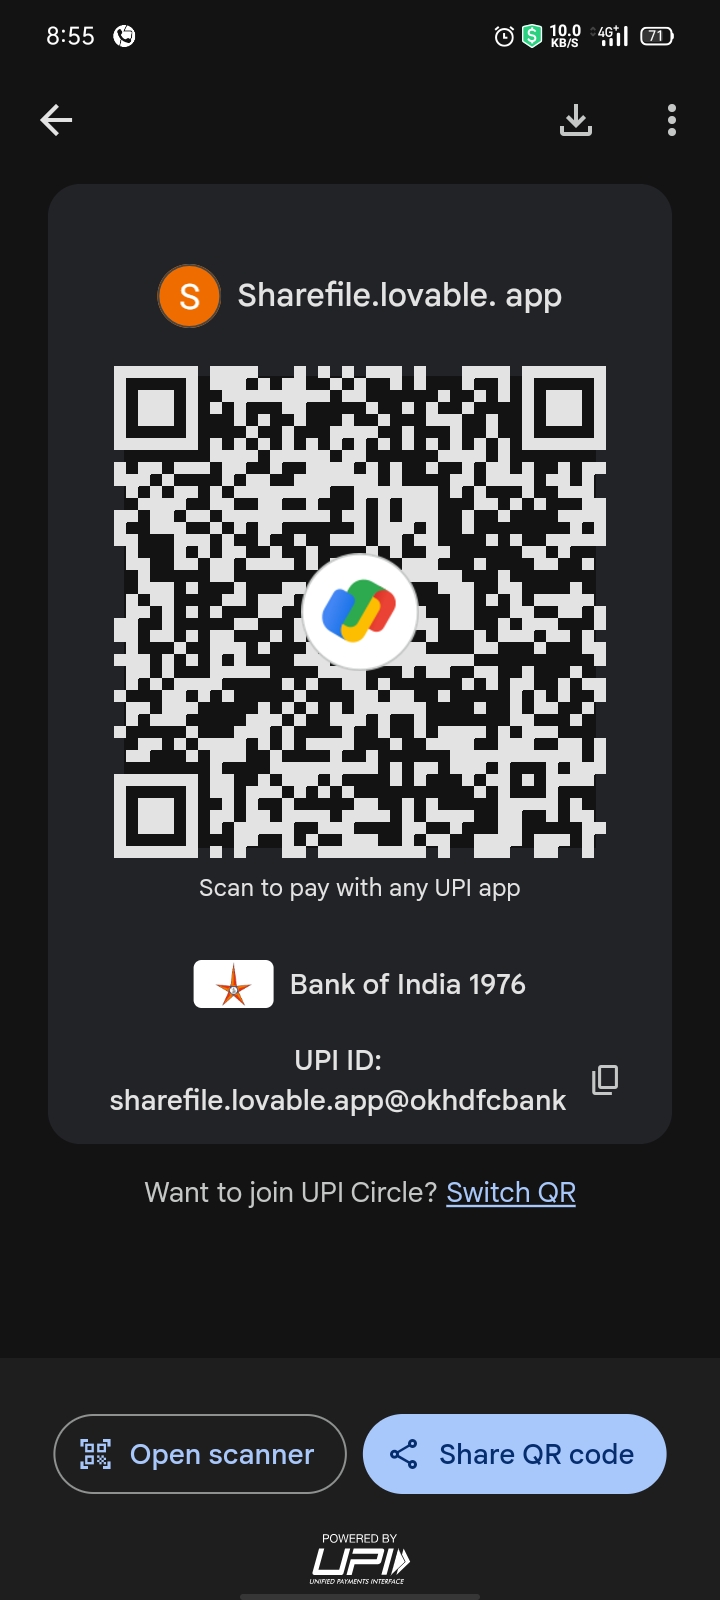 8:55
10.0
KB/S
4G+
71
S
Sharefile.lovable. app
Scan to pay with any UPI app
Bank of India 1976
UPI ID:
sharefile.lovable.app@okhdfcbank
Want to join UPI Circle? Switch QR
Open scanner
Share QR code
POWERED BY
UPI
UNIFIED PAYMENTS INTERFACE